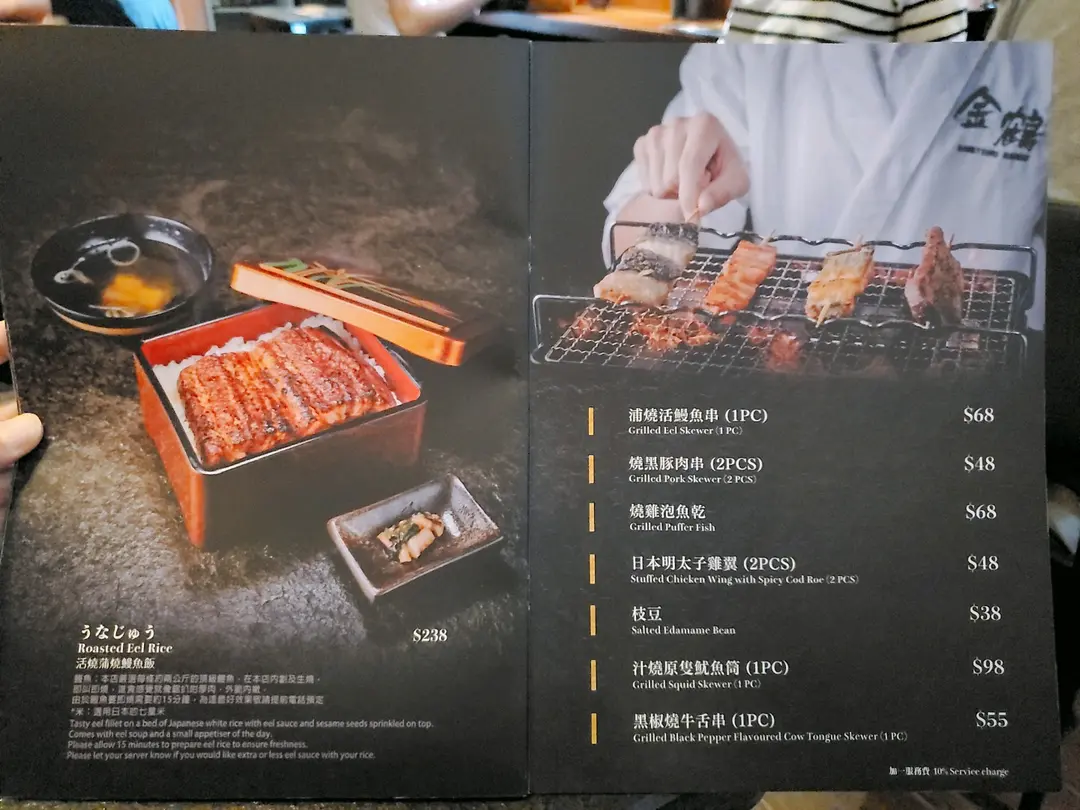 うなじゅう
Roasted Eel Rice
活燒蒲燒鰻魚飯
$238
Tasty eel fillet on a bed of Japanese white rice with eel sauce and sesame seeds sprinkled on top.
Comes with eel soup and a small appetiser of the day.
Please allow 15 minutes to prepare eel rice to ensure freshness.
Please let your server know if you would like extra or less eel sauce with your rice.
金鶴
浦燒活鰻魚串 (1PC) $68
Grilled Eel Skewer (1 PC)
燒黑豚肉串 (2PCS) $48
Grilled Pork Skewer (2 PCS)
燒雞泡魚乾 $68
Grilled Puffer Fish
日本明太子雞翼 (2PCS) $48
Stuffed Chicken Wing with Spicy Cod Roe (2 PCS)
枝豆 $38
Salted Edamame Bean
汁燒原隻魷魚筒 (1PC) $98
Grilled Squid Skewer (1 PC)
黑椒燒牛舌串 (1PC) $55
Grilled Black Pepper Flavoured Cow Tongue Skewer (1 PC)
加一服務費 10% Service charge